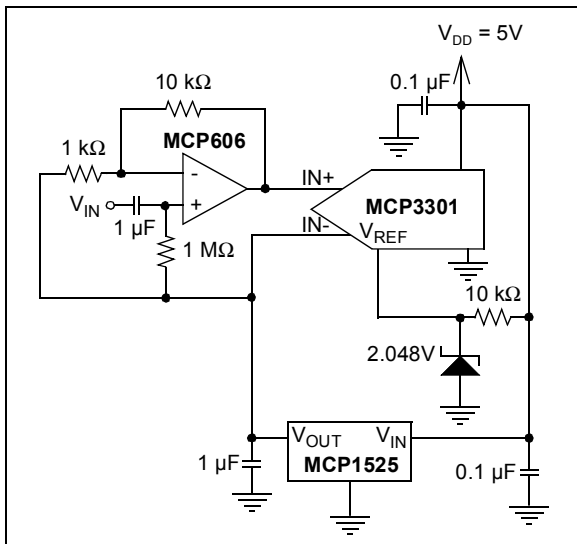 V_DD = 5V
10 kΩ
0.1 µF
MCP606
1 kΩ
-
+
V_IN
1 µF
1 MΩ
IN+
IN-
MCP3301
V_REF
10 kΩ
2.048V
V_OUT
V_IN
MCP1525
1 µF
0.1 µF